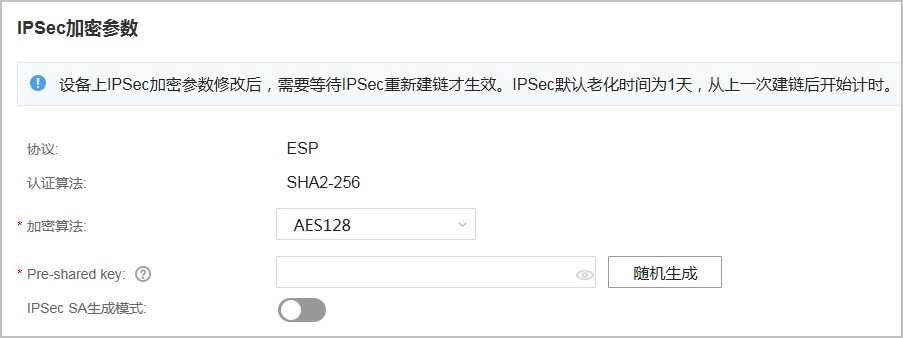 IPSec加密参数
设备上IPSec加密参数修改后，需要等待IPSec重新建链才生效。IPSec默认老化时间为1天，从上一次建链后开始计时。
协议: ESP
认证算法: SHA2-256
* 加密算法: AES128
* Pre-shared key: ? 随机生成
IPSec SA生成模式: